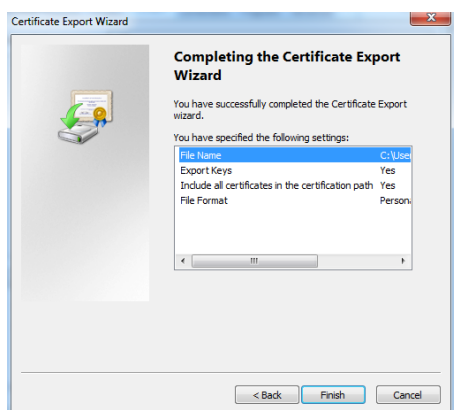 Certificate Export Wizard
Completing the Certificate Export
Wizard
You have successfully completed the Certificate Export
wizard.
You have specified the following settings:
File Name C:\User
Export Keys Yes
Include all certificates in the certification path Yes
File Format Persona
< Back Finish Cancel